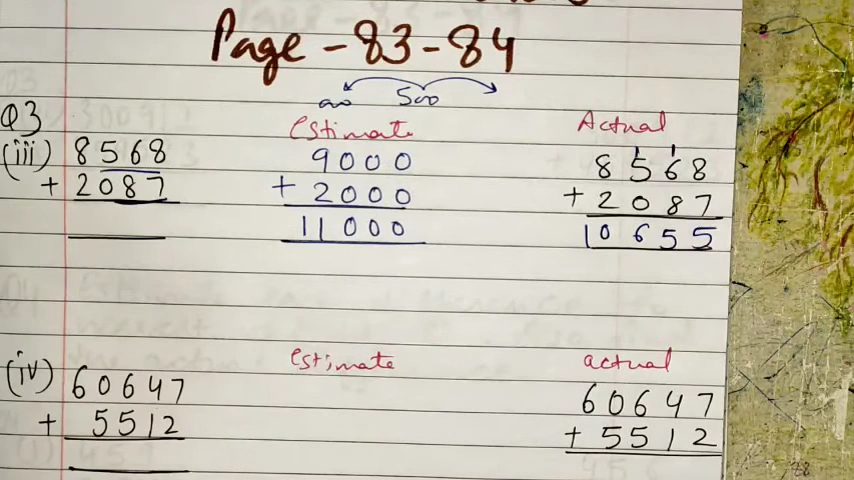 Page - 83-84
00 500
Q3 Estimate Actual
(iii) 8568 9000 8568
+ 2087 + 2000 + 2087
11000 10655
(iv) 60647 Estimate actual
60647
+ 5512 + 5512